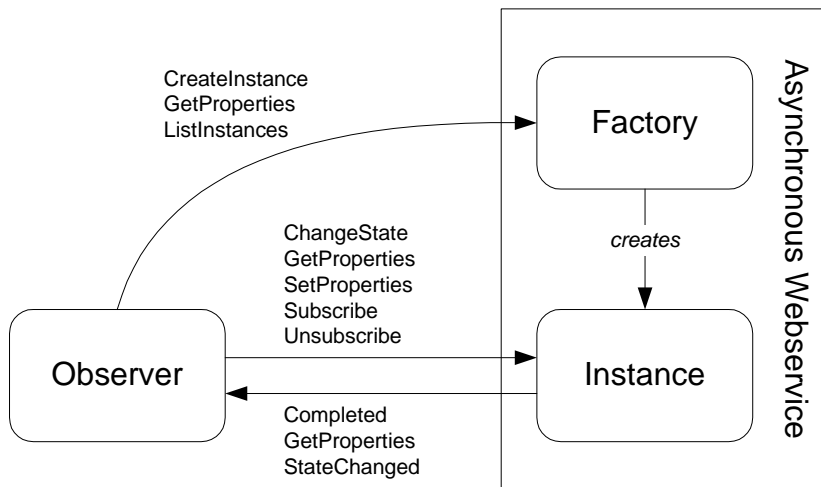 CreateInstance
GetProperties
ListInstances
Factory
Asynchronous Webservice
creates
ChangeState
GetProperties
SetProperties
Subscribe
Unsubscribe
Observer
Instance
Completed
GetProperties
StateChanged